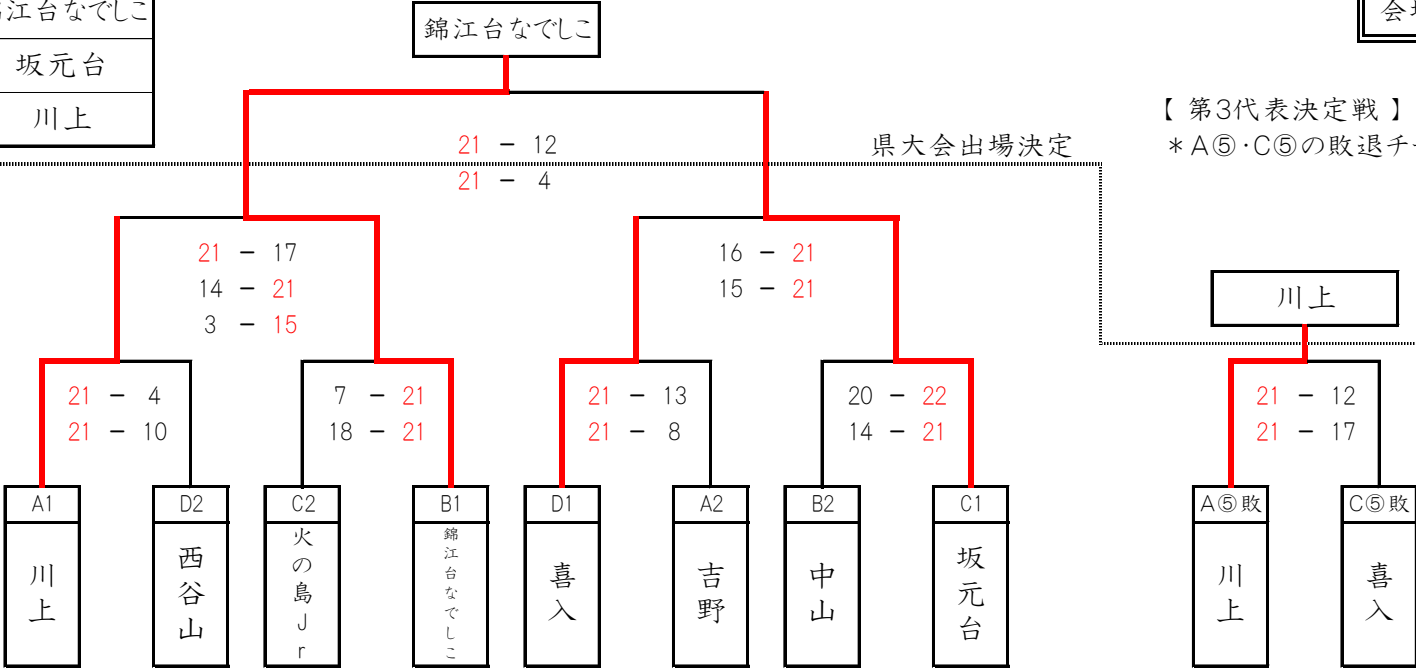 江台なでしこ
坂元台
川上
錦江台なでしこ
会
【 第3代表決定戦 】
*A⑤・C⑤の敗退チ
県大会出場決定
21 − 12
21 − 4
21 − 17
14 − 21
3 − 15
16 − 21
15 − 21
川上
21 − 4
21 − 10
7 − 21
18 − 21
21 − 13
21 − 8
20 − 22
14 − 21
21 − 12
21 − 17
A1
D2
C2
B1
D1
A2
B2
C1
A⑤敗
C⑤敗
川上
西谷山
火の島Jr
錦江台なでしこ
喜入
吉野
中山
坂元台
川上
喜入